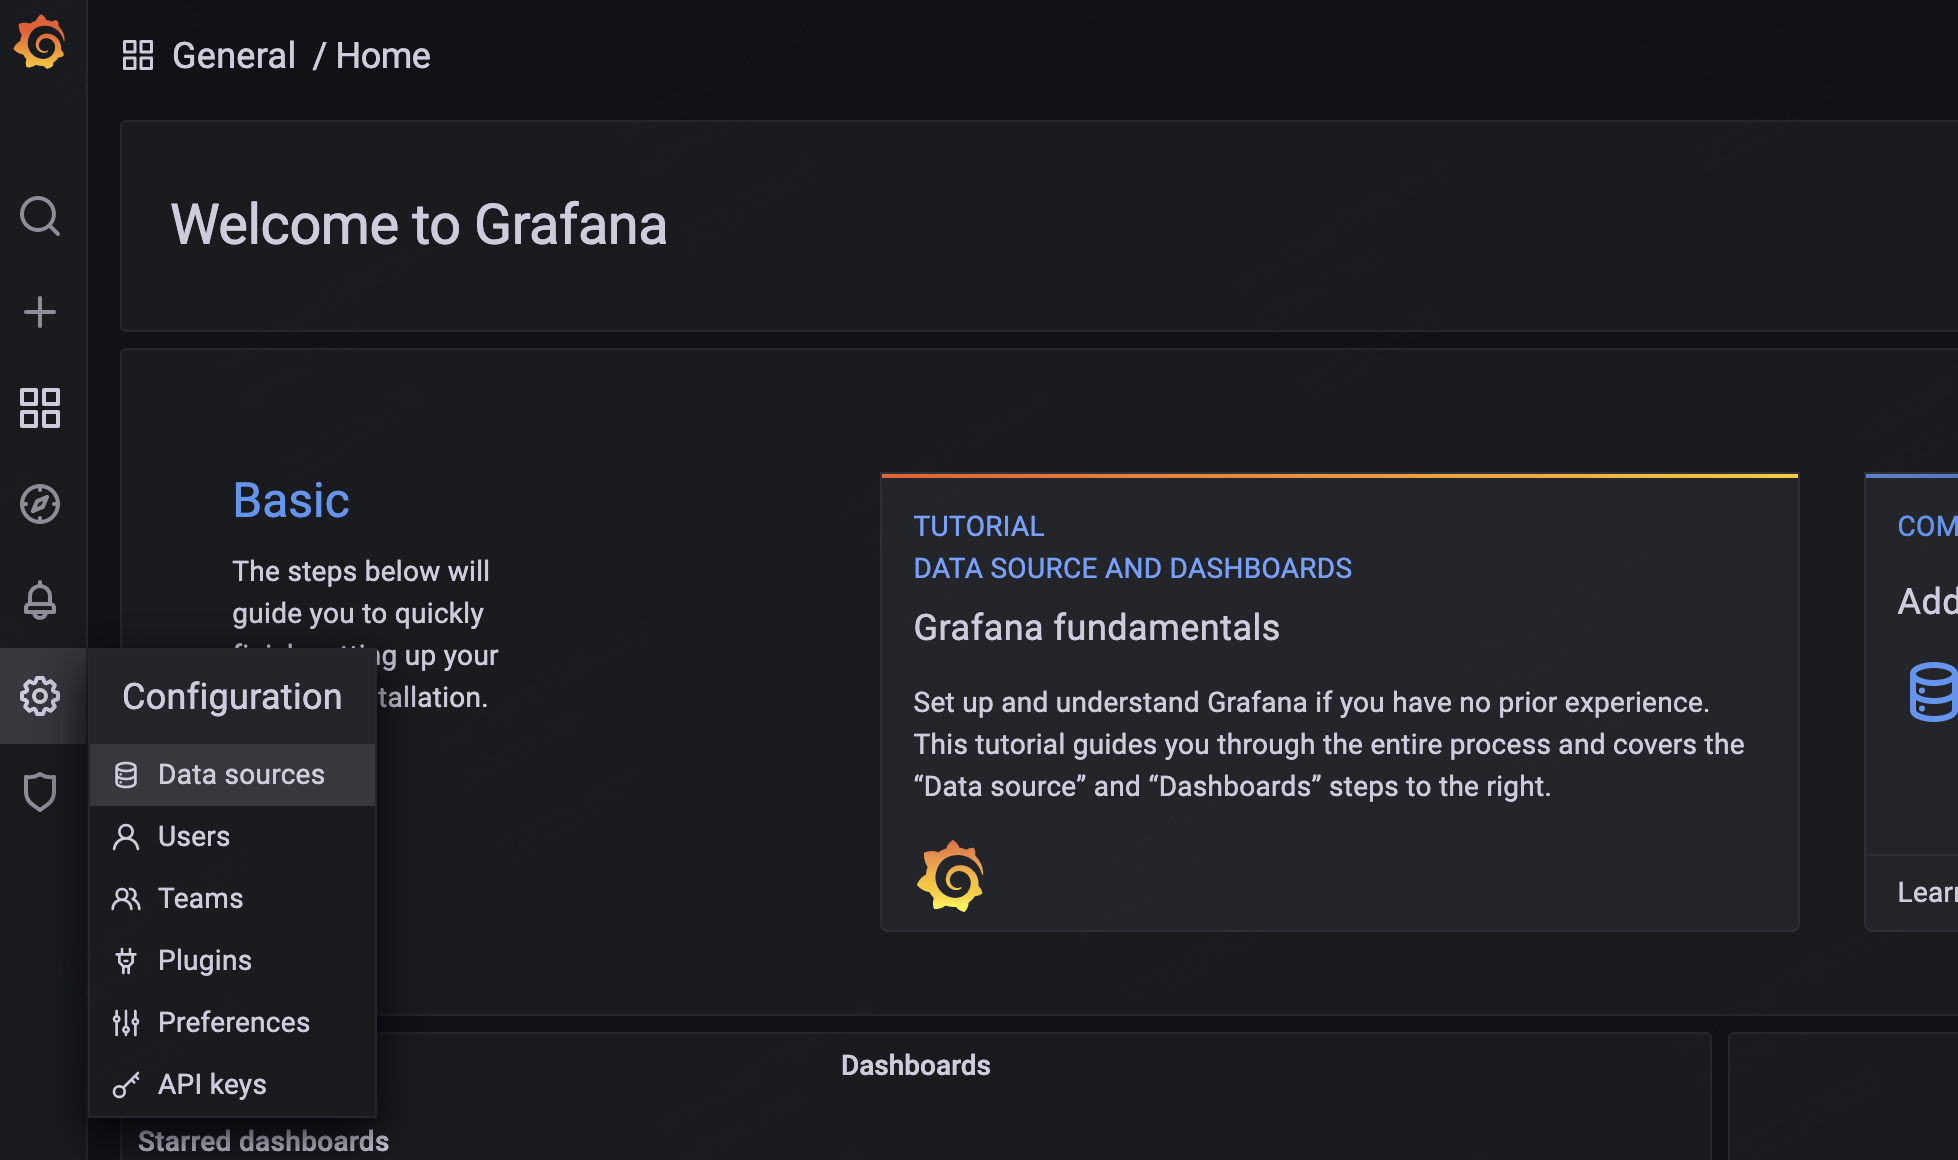 General / Home
Welcome to Grafana
Basic
The steps below will
guide you to quickly
up your
tallation.
TUTORIAL
DATA SOURCE AND DASHBOARDS
Grafana fundamentals
Set up and understand Grafana if you have no prior experience.
This tutorial guides you through the entire process and covers the
“Data source” and “Dashboards” steps to the right.
COM
Add
Lear
Configuration
Data sources
Users
Teams
Plugins
Preferences
API keys
Dashboards
Starred dashboards